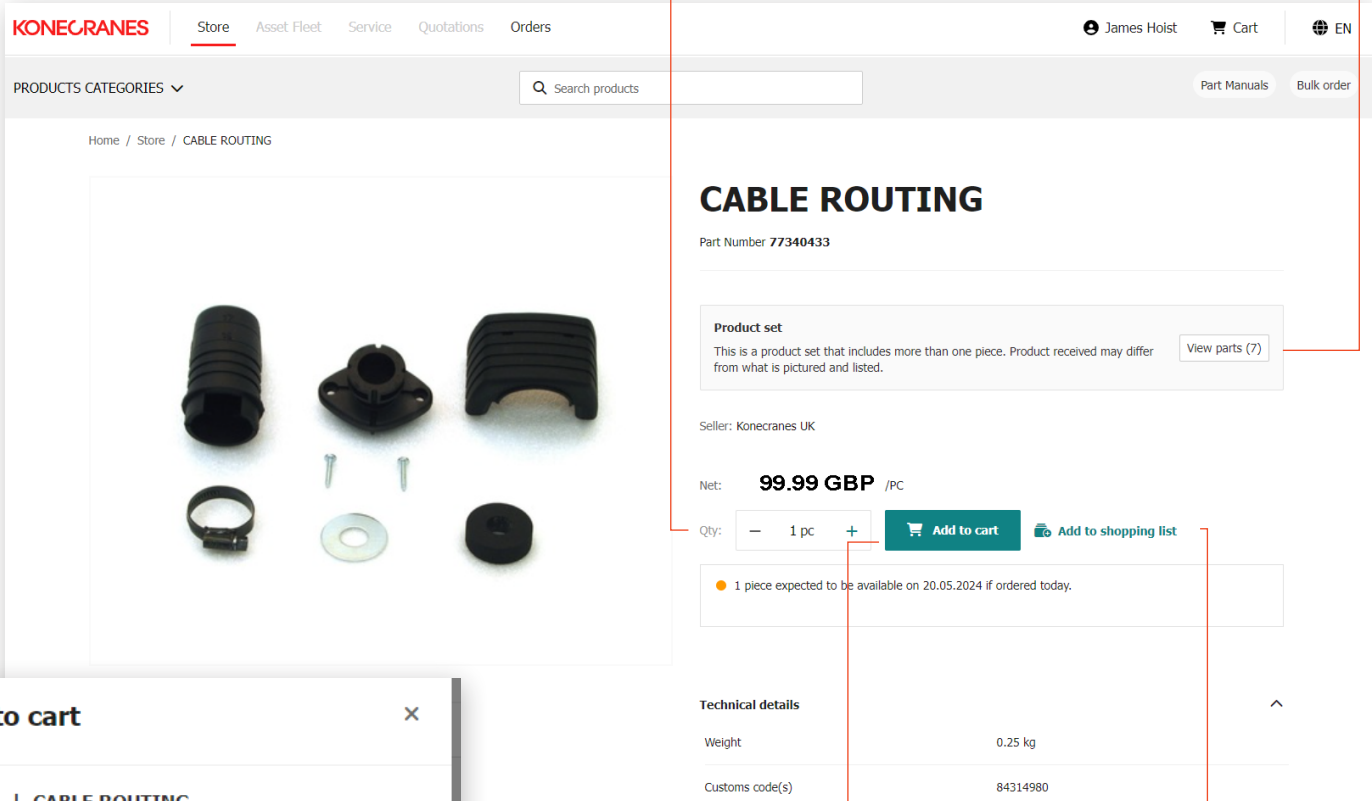 KONECRANES
Store
Asset Fleet
Service
Quotations
Orders
James Hoist
Cart
EN
PRODUCTS CATEGORIES
Search products
Part Manuals
Bulk order
Home / Store / CABLE ROUTING
CABLE ROUTING
Part Number 77340433
Product set
This is a product set that includes more than one piece. Product received may differ
from what is pictured and listed.
View parts (7)
Seller: Konecranes UK
Net: 99.99 GBP /PC
Qty: − 1 pc +
Add to cart
Add to shopping list
1 piece expected to be available on 20.05.2024 if ordered today.
Technical details
Weight 0.25 kg
Customs code(s) 84314980
to cart
CABLE ROUTING